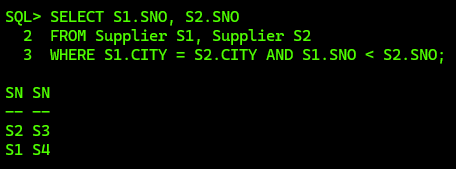 SQL> SELECT S1.SNO, S2.SNO
  2  FROM Supplier S1, Supplier S2
  3  WHERE S1.CITY = S2.CITY AND S1.SNO < S2.SNO;

SN SN
-- --
S2 S3
S1 S4